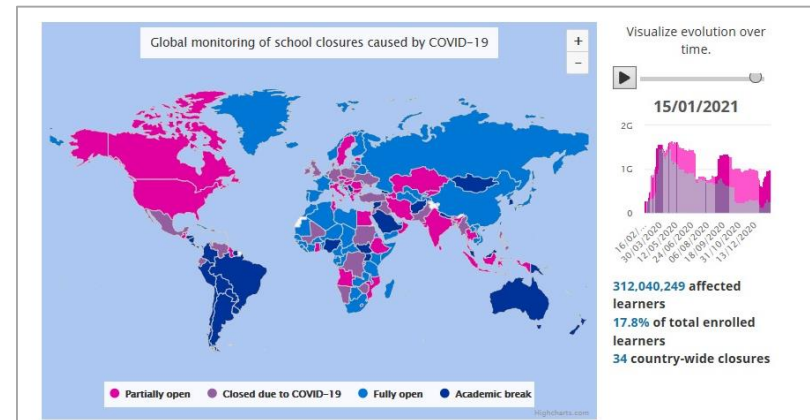 Global monitoring of school closures caused by COVID-19
+
−
Partially open
Closed due to COVID-19
Fully open
Academic break
Highcharts.com
Visualize evolution over
time.
15/01/2021
2G
1G
0
16/02/...
30/03/2020
12/05/2020
24/06/2020
06/08/2020
18/09/2020
31/10/2020
13/12/2020
312,040,249 affected
learners
17.8% of total enrolled
learners
34 country-wide closures